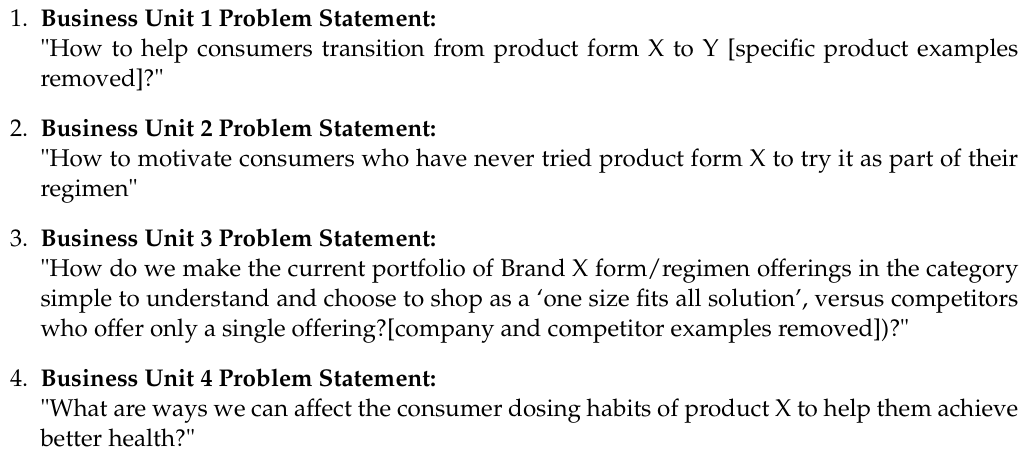 1. Business Unit 1 Problem Statement:
"How to help consumers transition from product form X to Y [specific product examples
removed]?"
2. Business Unit 2 Problem Statement:
"How to motivate consumers who have never tried product form X to try it as part of their
regimen"
3. Business Unit 3 Problem Statement:
"How do we make the current portfolio of Brand X form/regimen offerings in the category
simple to understand and choose to shop as a ‘one size fits all solution’, versus competitors
who offer only a single offering?[company and competitor examples removed])?"
4. Business Unit 4 Problem Statement:
"What are ways we can affect the consumer dosing habits of product X to help them achieve
better health?"